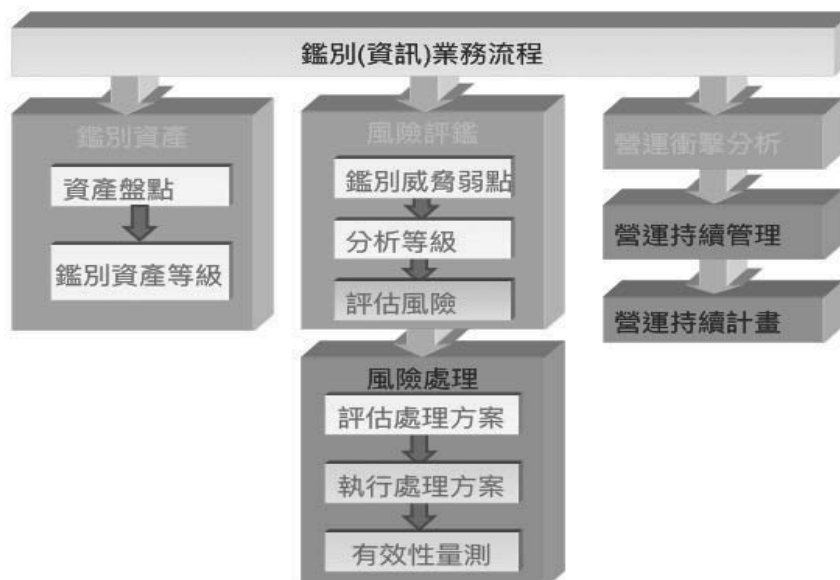 鑑別(資訊)業務流程
鑑別資產
資產盤點
鑑別資產等級
風險評鑑
鑑別威脅弱點
分析等級
評估風險
風險處理
評估處理方案
執行處理方案
有效性量測
營運衝擊分析
營運持續管理
營運持續計畫